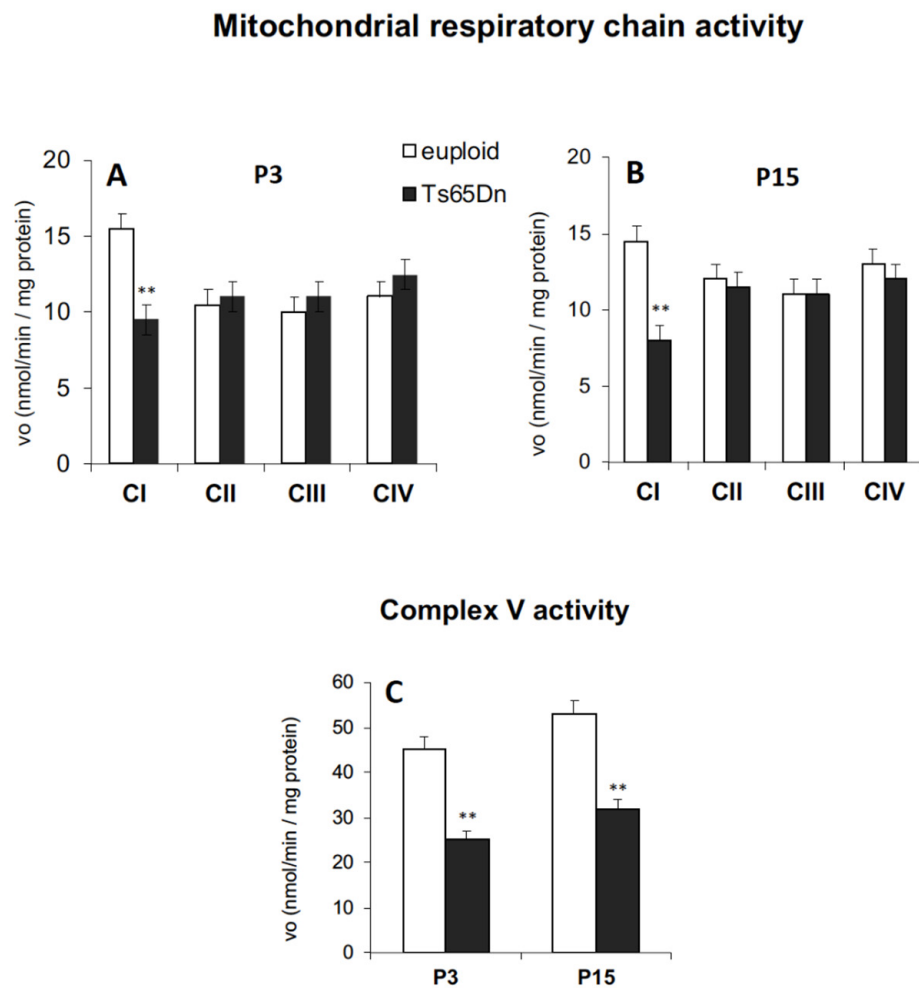 Mitochondrial respiratory chain activity
euploid
Ts65Dn
A
P3
vo (nmol/min / mg protein)
20
15
10
5
0
**
CI
CII
CIII
CIV
B
P15
vo (nmol/min / mg protein)
20
15
10
5
0
**
CI
CII
CIII
CIV
Complex V activity
C
vo (nmol/min / mg protein)
60
50
40
30
20
10
0
**
**
P3
P15